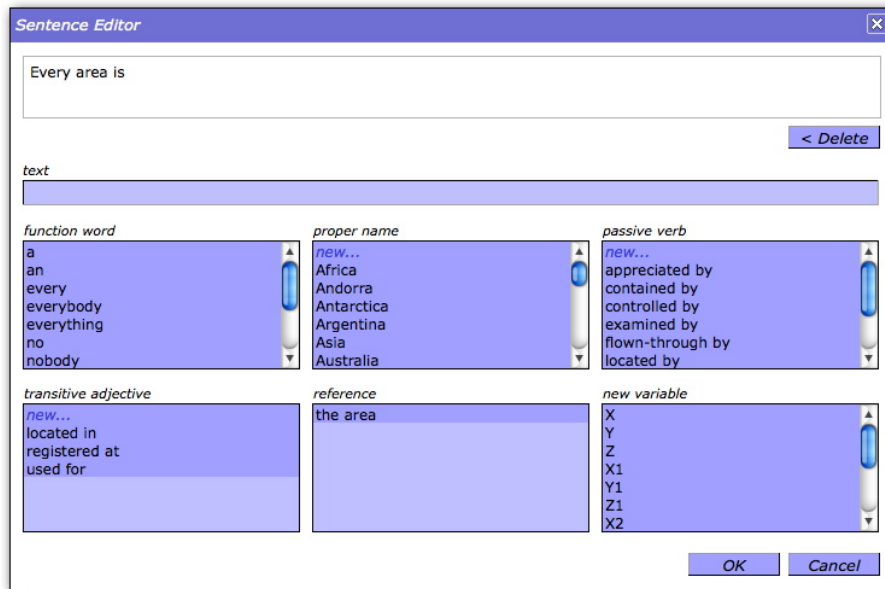 Sentence Editor
Every area is
< Delete
text
function word
a
an
every
everybody
everything
no
nobody
proper name
new...
Africa
Andorra
Antarctica
Argentina
Asia
Australia
passive verb
new...
appreciated by
contained by
controlled by
examined by
flown-through by
located by
transitive adjective
new...
located in
registered at
used for
reference
the area
new variable
X
Y
Z
X1
Y1
Z1
X2
OK
Cancel